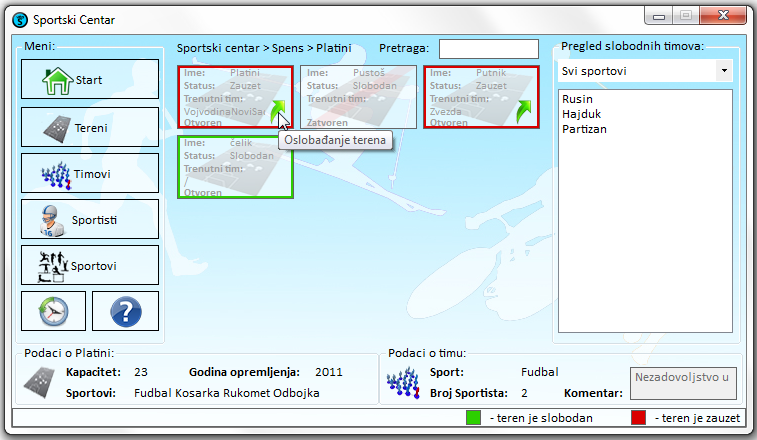 Sportski Centar
Meni:
Start
Tereni
Timovi
Sportisti
Sportovi
Sportski centar > Spens > Platini
Pretraga:
Ime: Platini
Status: Zauzet
Trenutni tim:
VojvodinaNoviSad
Otvoren
Ime: Pustoš
Status: Slobodan
Trenutni tim:
Zatvoren
Ime: Putnik
Status: Zauzet
Trenutni tim:
Zvezda
Otvoren
Oslobađanje terena
Ime: čelik
Status: Slobodan
Trenutni tim:
/
Otvoren
Pregled slobodnih timova:
Svi sportovi
Rusin
Hajduk
Partizan
Podaci o Platini:
Kapacitet: 23 Godina opremljenja: 2011
Sportovi: Fudbal Kosarka Rukomet Odbojka
Podaci o timu:
Sport: Fudbal
Broj Sportista: 2 Komentar: Nezadovoljstvo u
- teren je slobodan - teren je zauzet